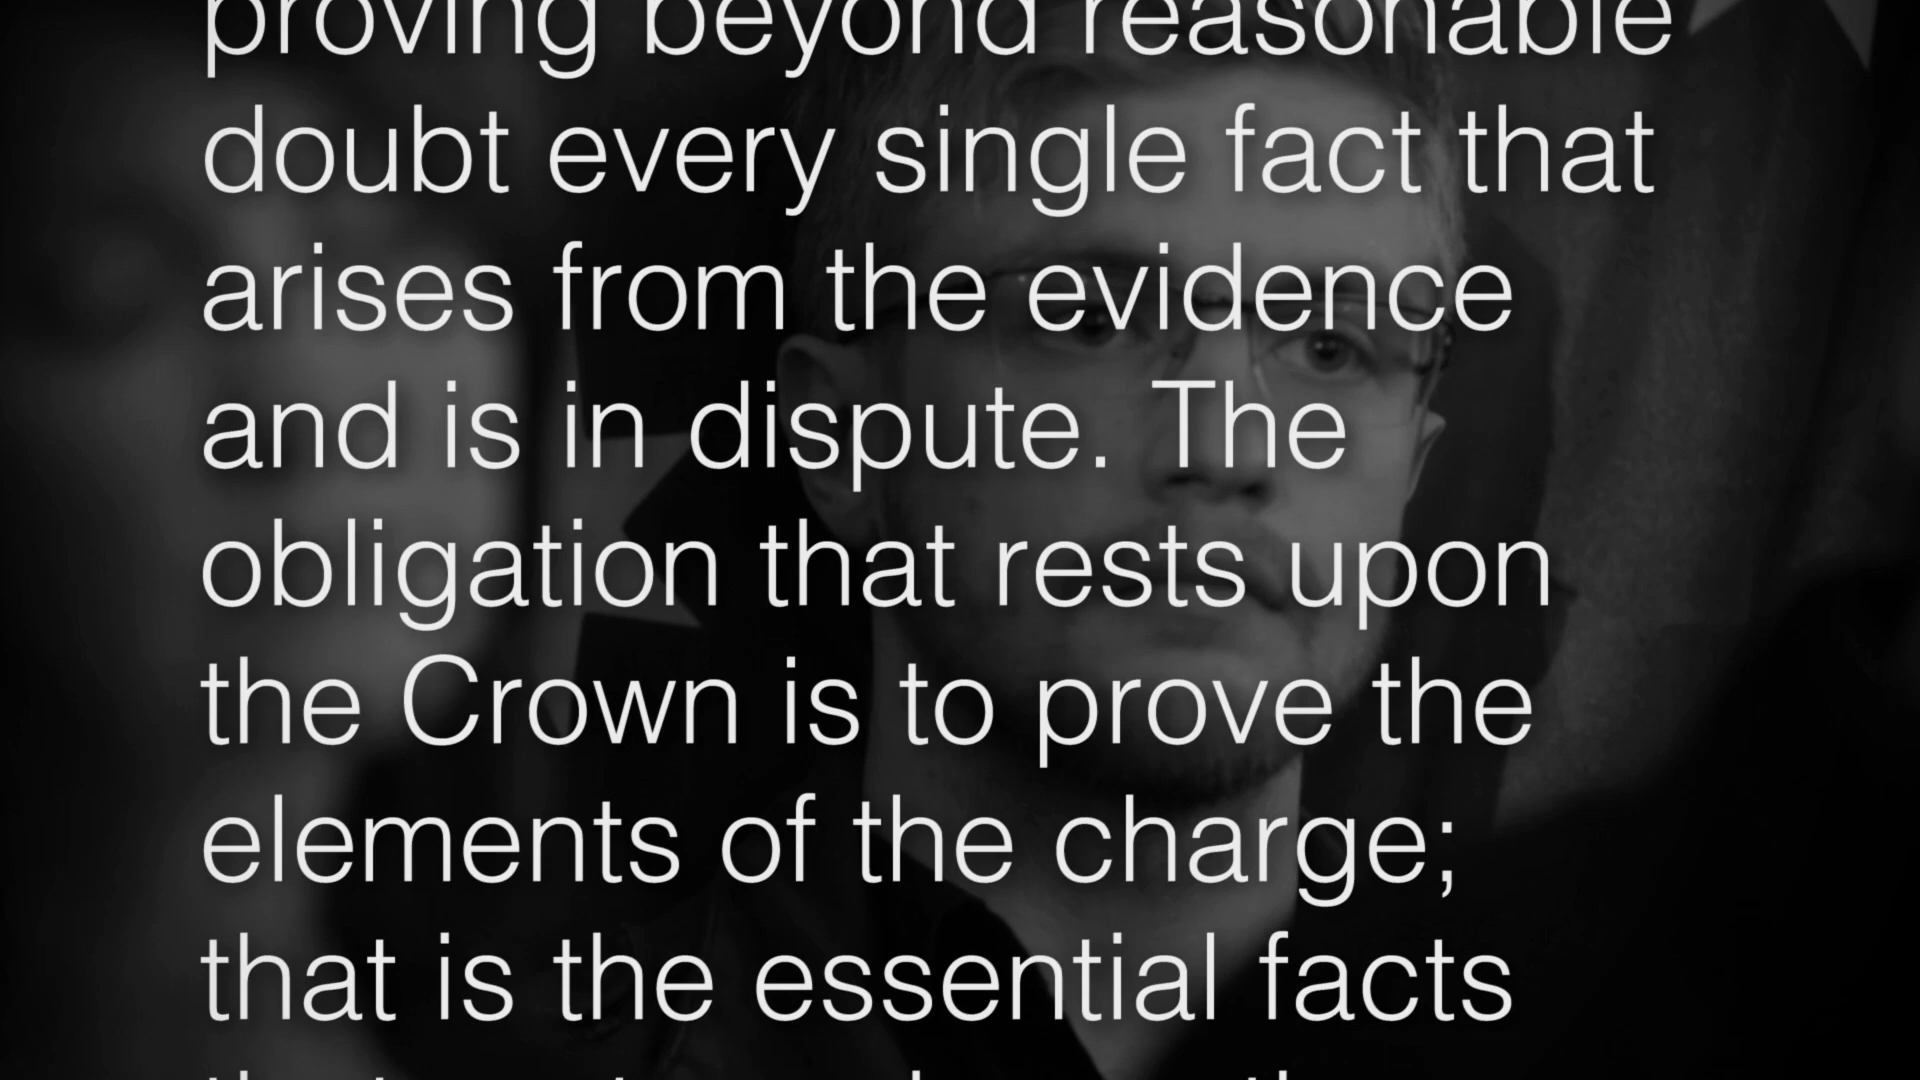 proving beyond reasonable
doubt every single fact that
arises from the evidence
and is in dispute. The
obligation that rests upon
the Crown is to prove the
elements of the charge;
that is the essential facts